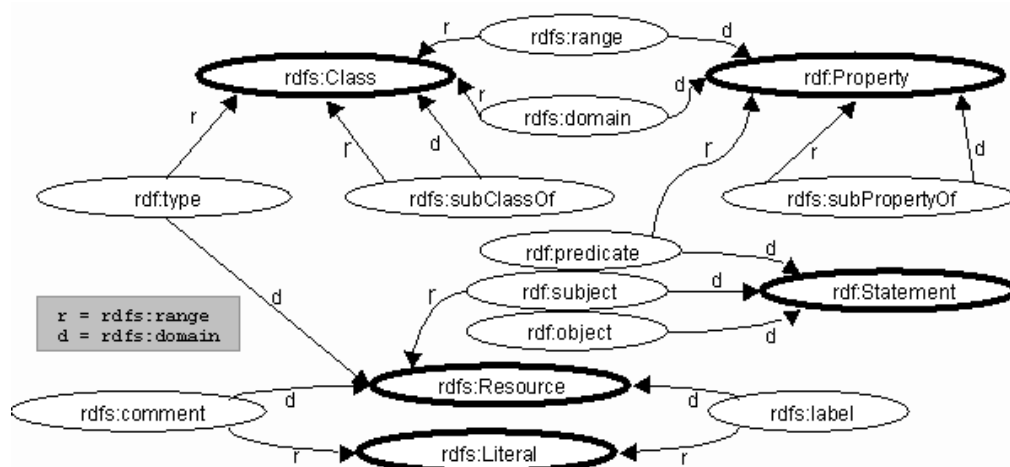 r
rdfs:range
d
rdfs:Class
rdf:Property
r
rdfs:domain
d
r
r
d
r
r
d
rdf:type
rdfs:subClassOf
rdfs:subPropertyOf
rdf:predicate
d
d
r
rdf:subject
d
rdf:Statement
r = rdfs:range
d = rdfs:domain
rdf:object
d
rdfs:Resource
rdfs:comment
d
d
rdfs:label
r
rdfs:Literal
r